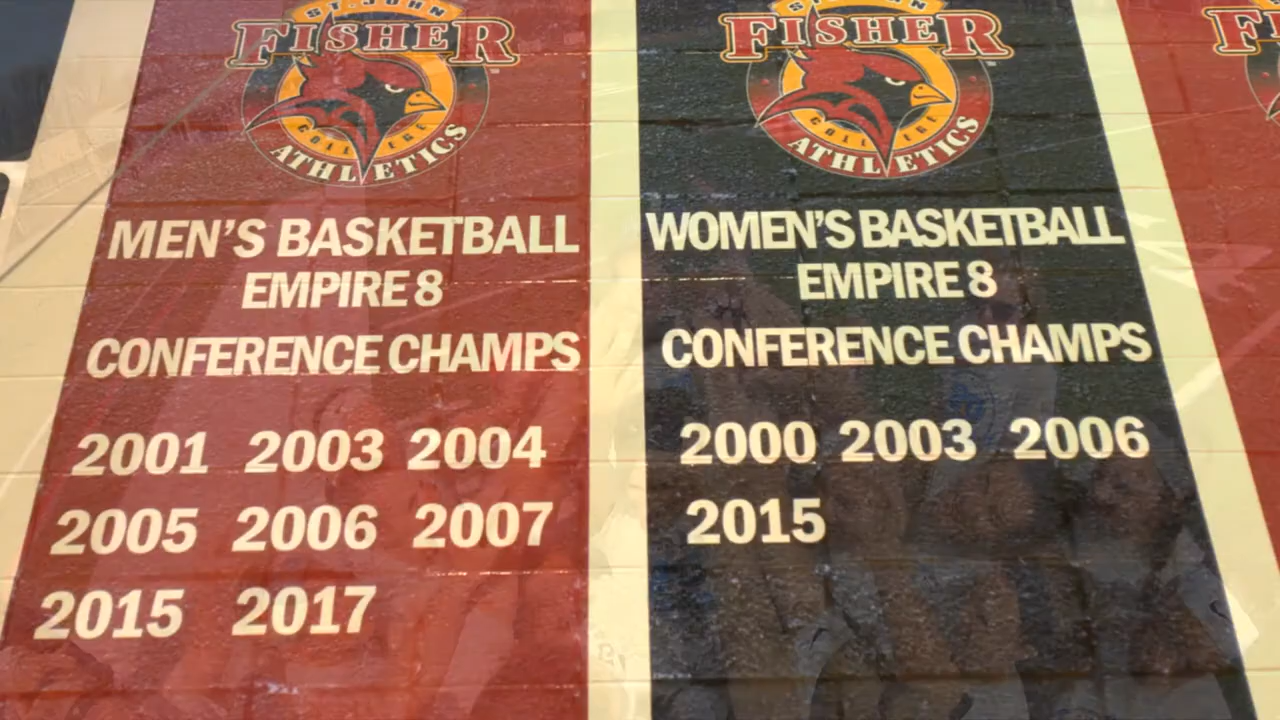 ST. JOHN
FISHER
COLLEGE
ATHLETICS
MEN'S BASKETBALL
EMPIRE 8
CONFERENCE CHAMPS
2001 2003 2004
2005 2006 2007
2015 2017
ST. JOHN
FISHER
COLLEGE
ATHLETICS
WOMEN'S BASKETBALL
EMPIRE 8
CONFERENCE CHAMPS
2000 2003 2006
2015